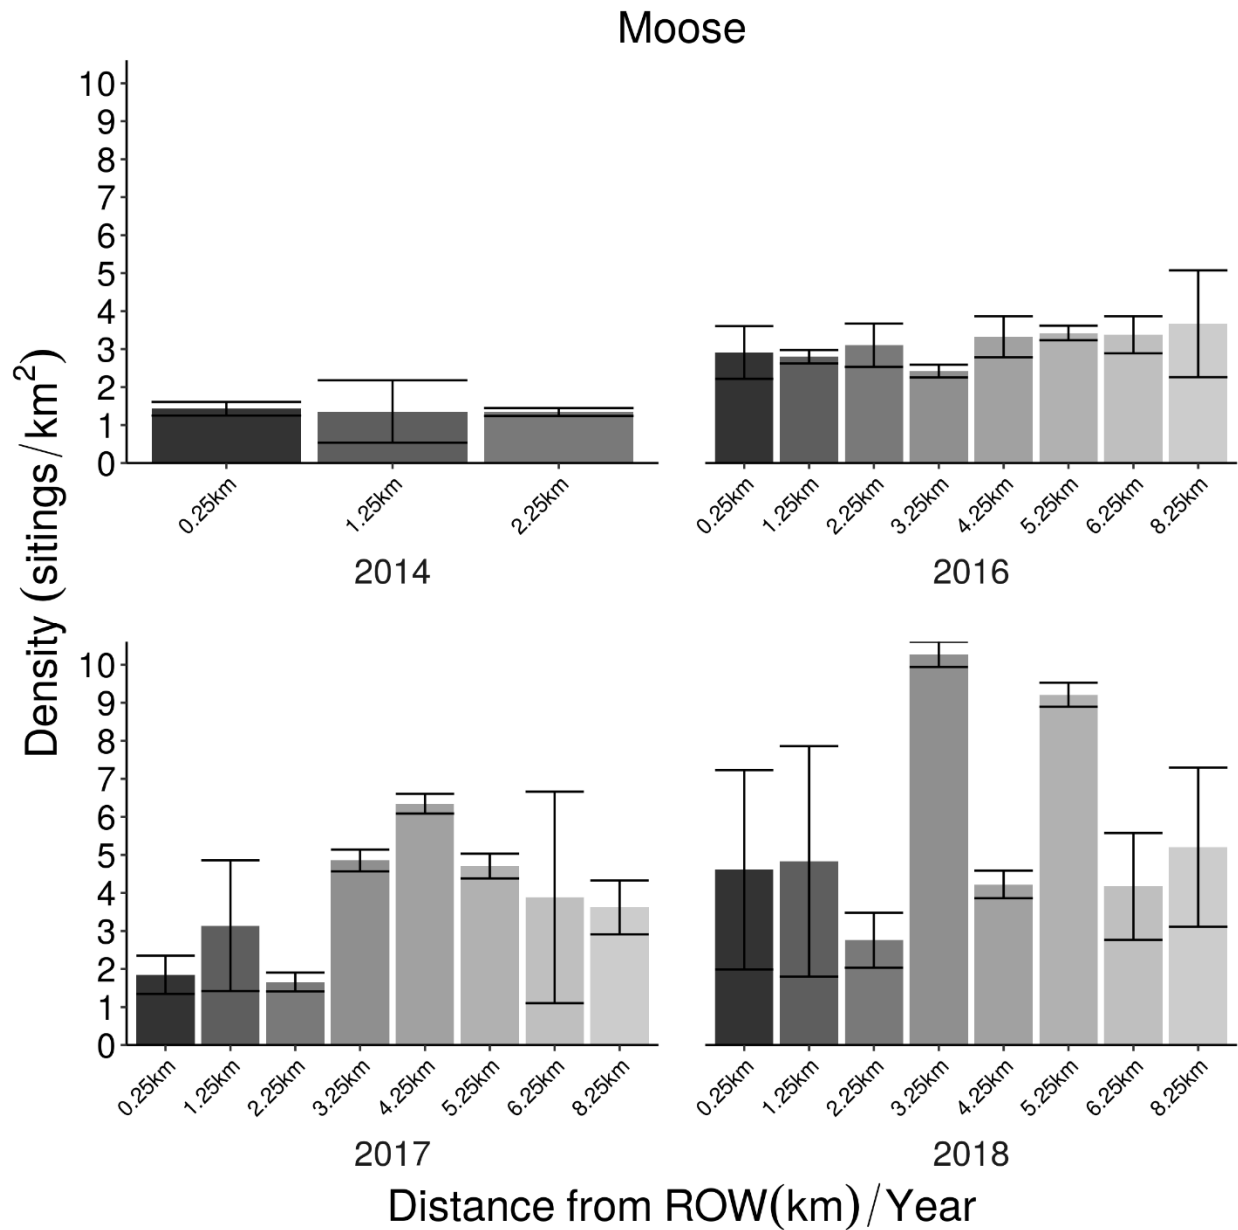 Moose
Density (sitings/km²)
10
9
8
7
6
5
4
3
2
1
0
0.25km
1.25km
2.25km
2014
0.25km
1.25km
2.25km
3.25km
4.25km
5.25km
6.25km
8.25km
2016
10
9
8
7
6
5
4
3
2
1
0
0.25km
1.25km
2.25km
3.25km
4.25km
5.25km
6.25km
8.25km
2017
0.25km
1.25km
2.25km
3.25km
4.25km
5.25km
6.25km
8.25km
2018
Distance from ROW(km)/Year